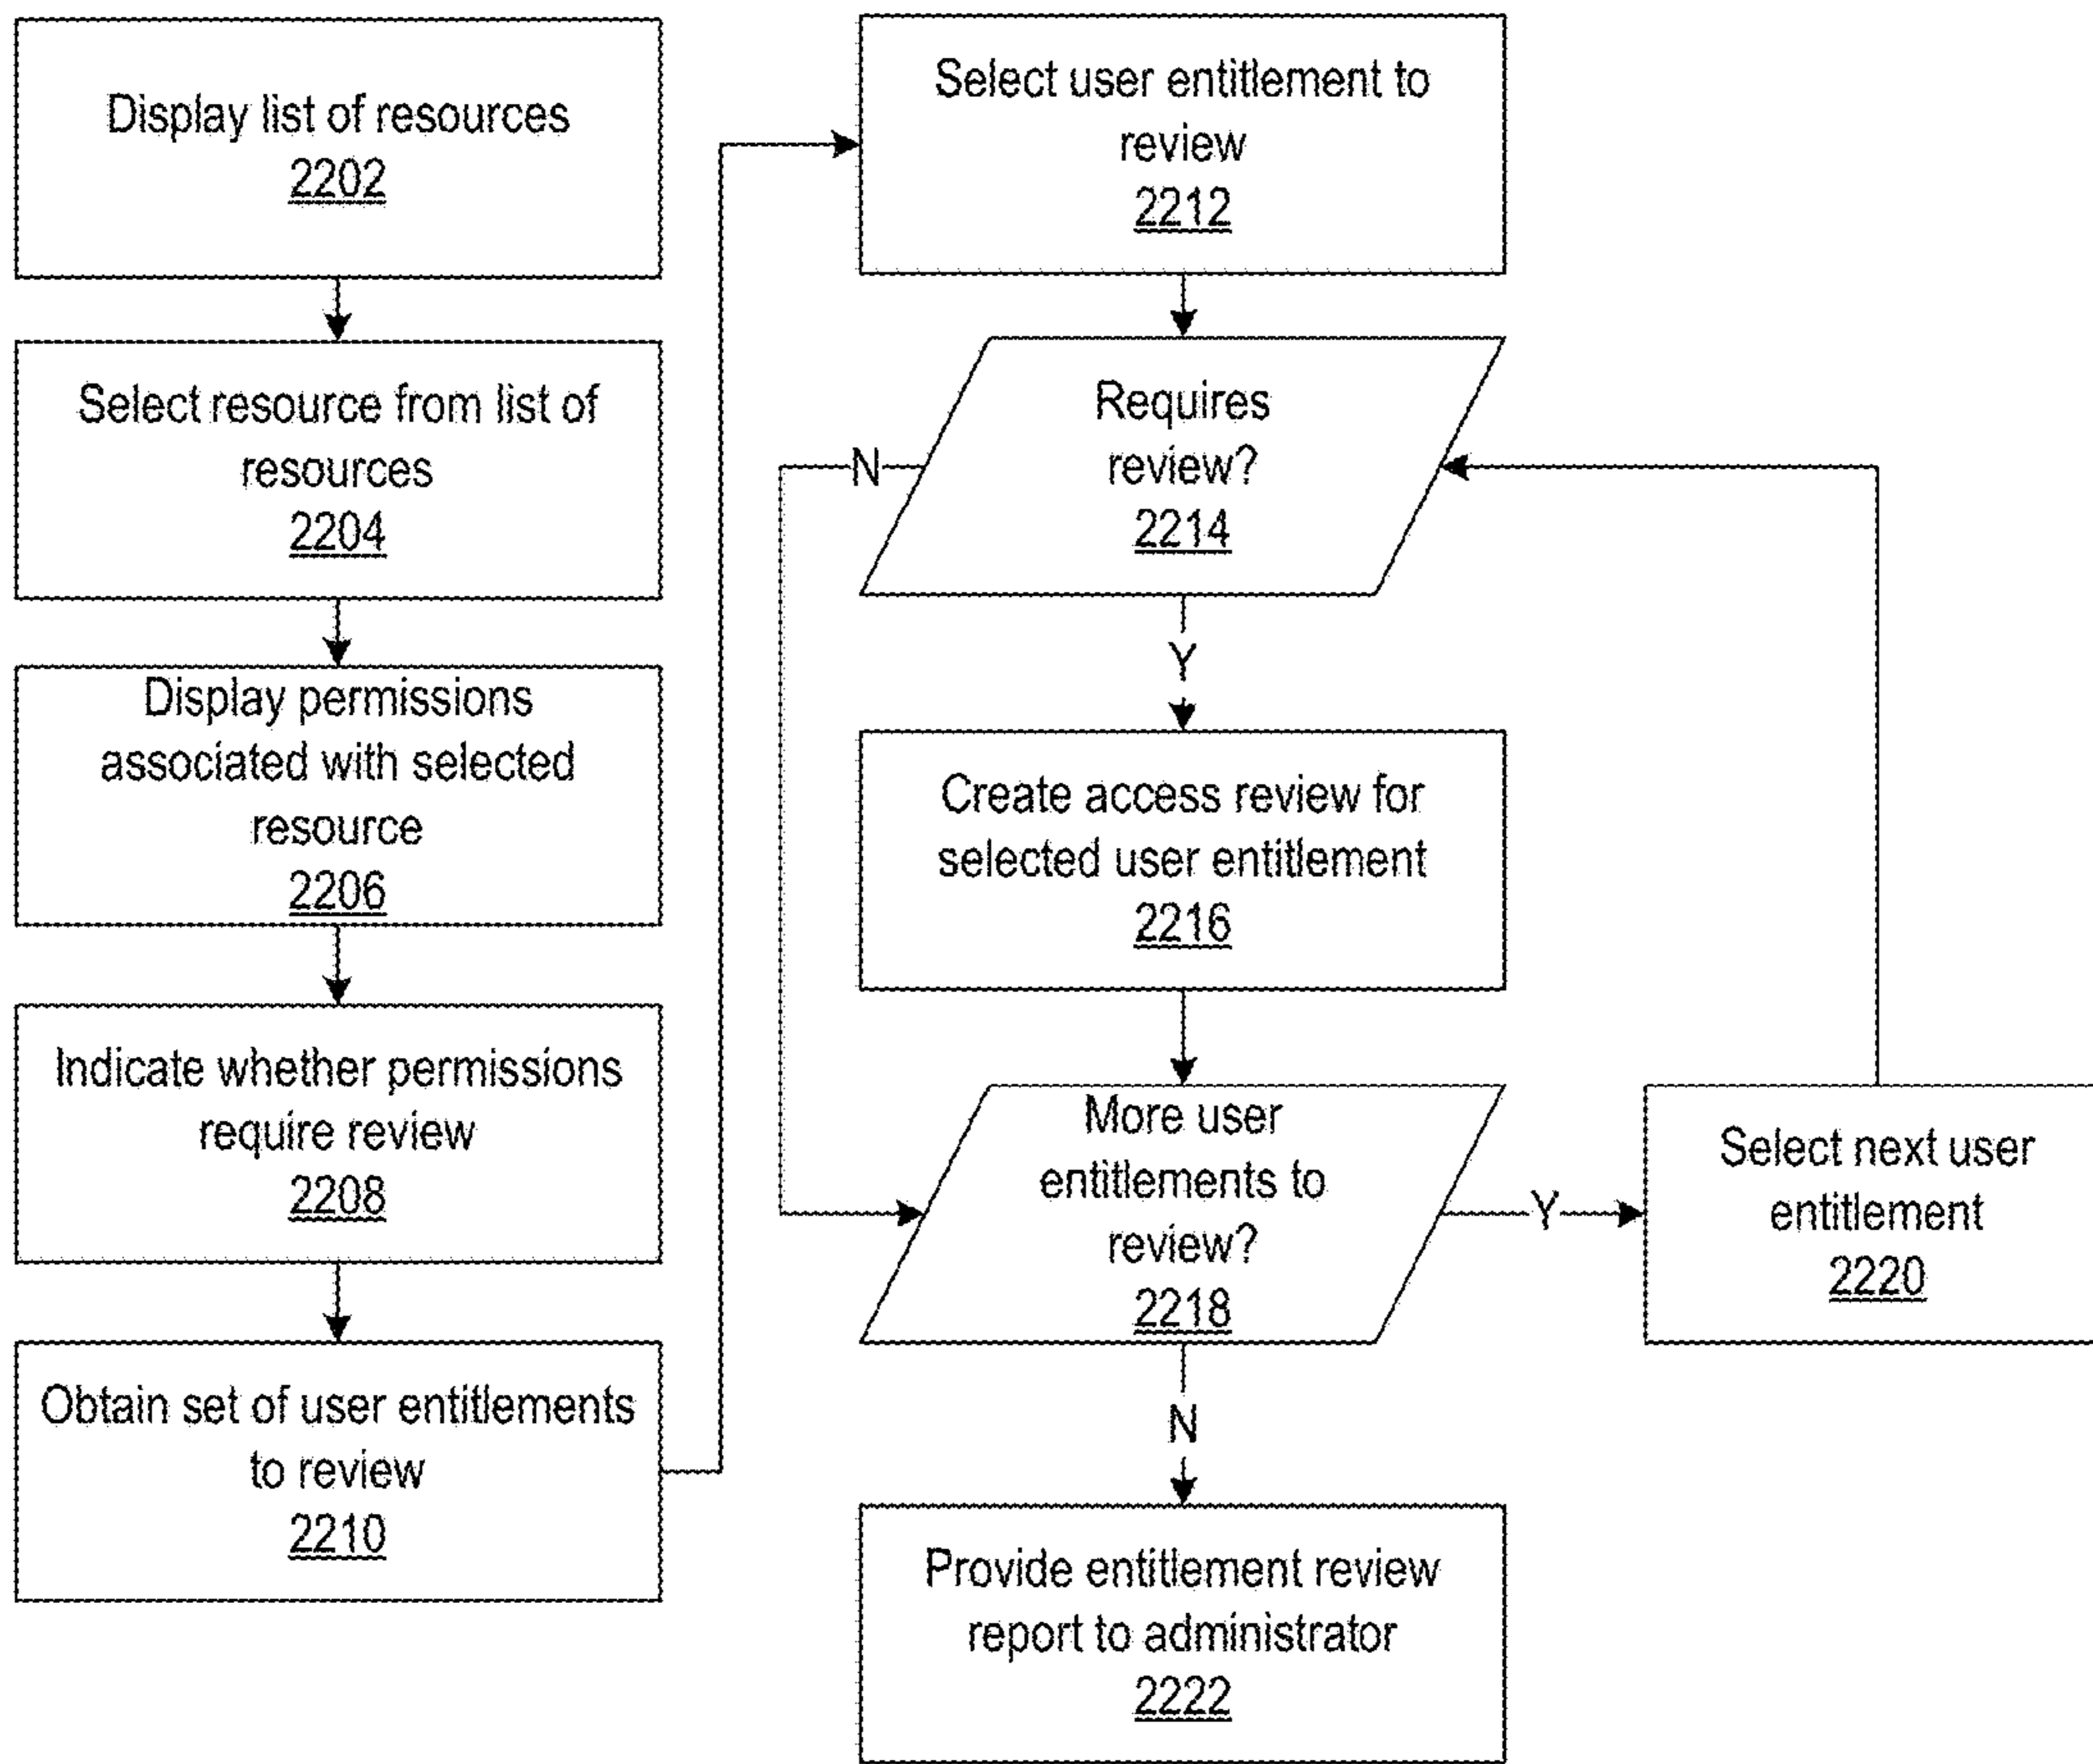 Display list of resources
2202
Select resource from list of
resources
2204
Display permissions
associated with selected
resource
2206
Indicate whether permissions
require review
2208
Obtain set of user entitlements
to review
2210
Select user entitlement to
review
2212
Requires
review?
2214
N
Y
Create access review for
selected user entitlement
2216
More user
entitlements to
review?
2218
Y
Select next user
entitlement
2220
N
Provide entitlement review
report to administrator
2222